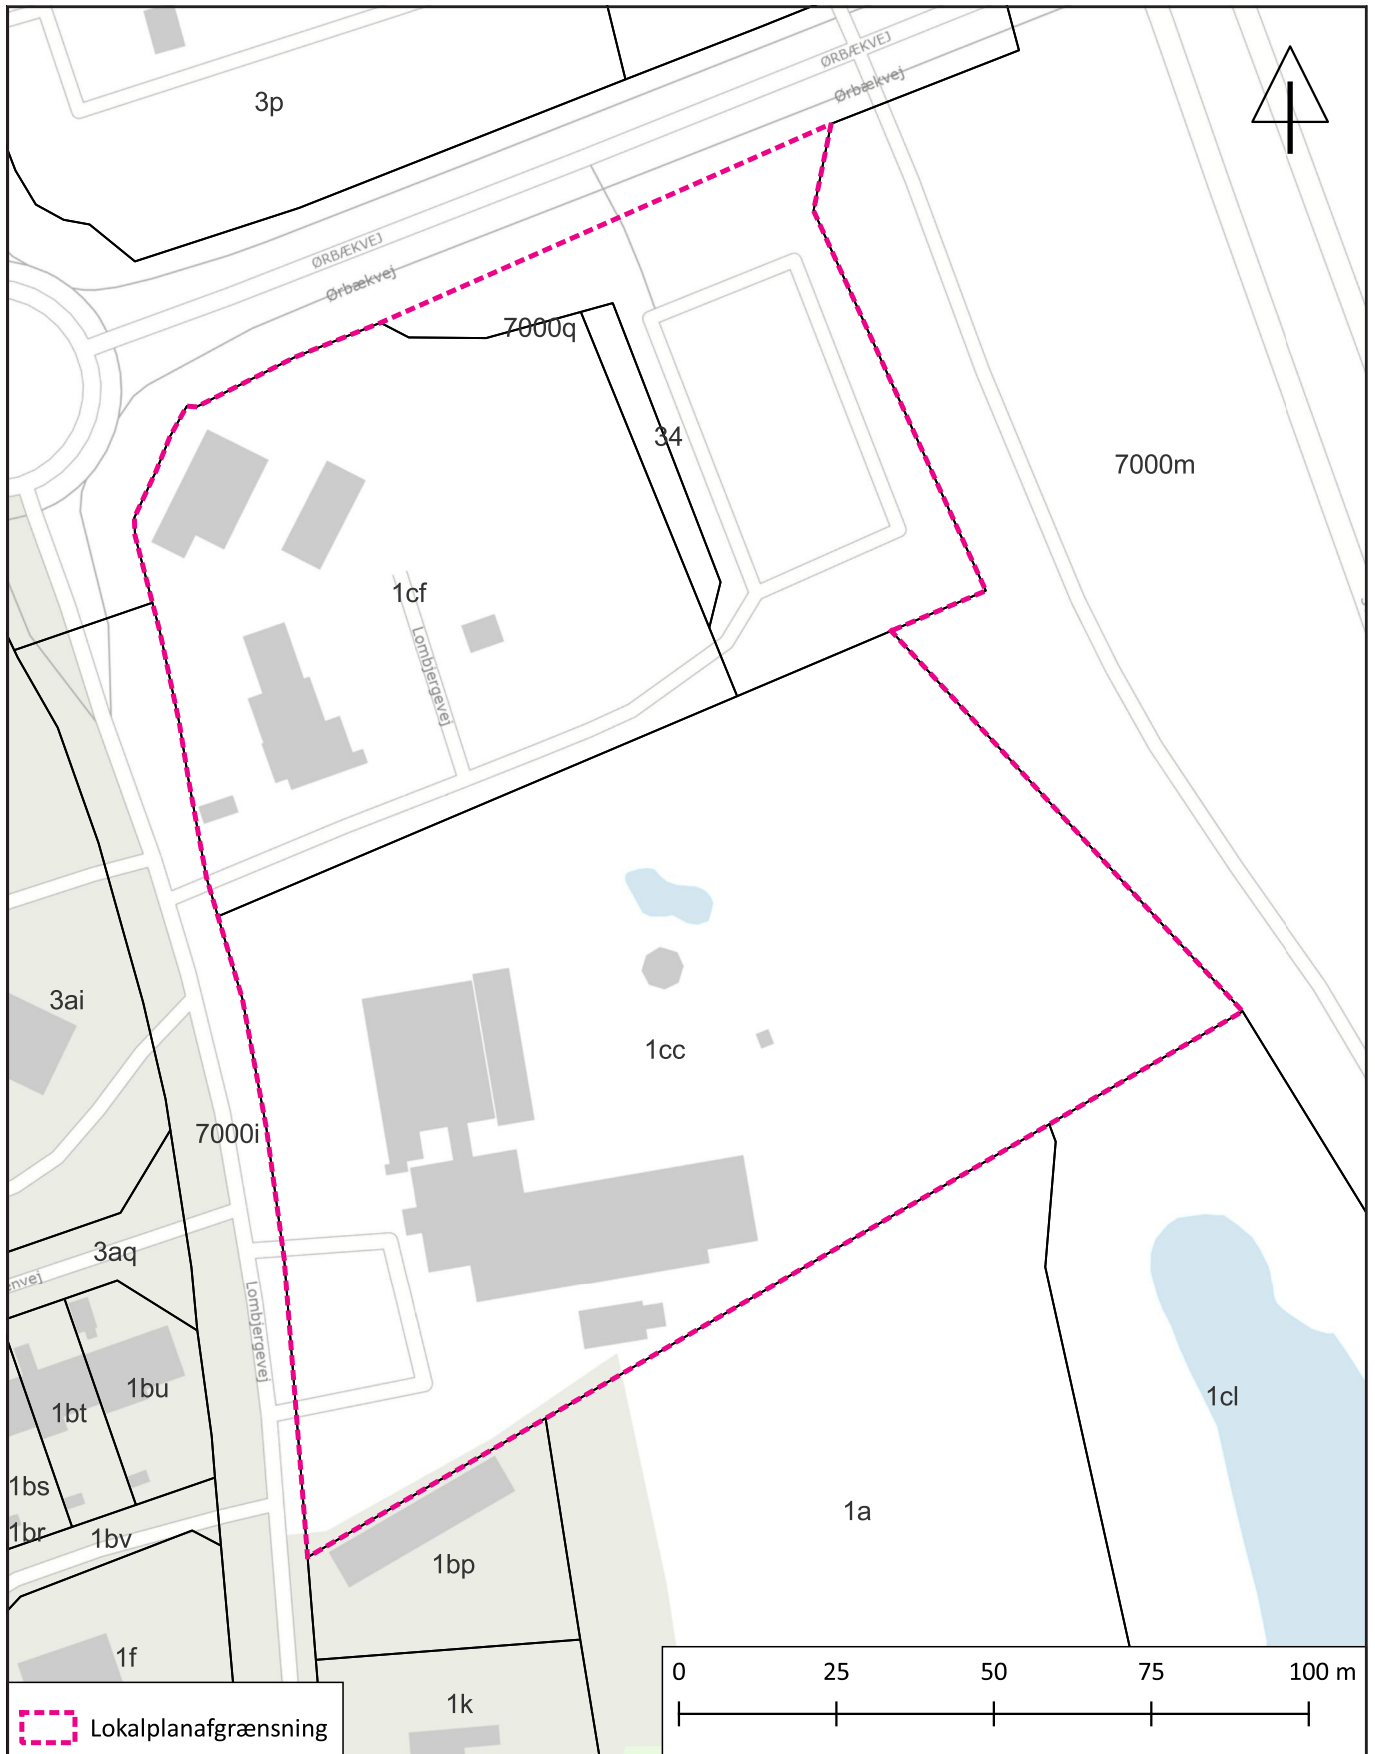 ØRBÆKVEJ
Ørbækvej
3p
ØRBÆKVEJ
Ørbækvej
7000q
34
7000m
1cf
Lombjergevej
3ai
1cc
7000i
3aq
envej
Lombjergevej
1bu
1bt
1cl
1bs
1br
1bv
1a
1bp
1f
1k
0 25 50 75 100 m
Lokalplanafgrænsning